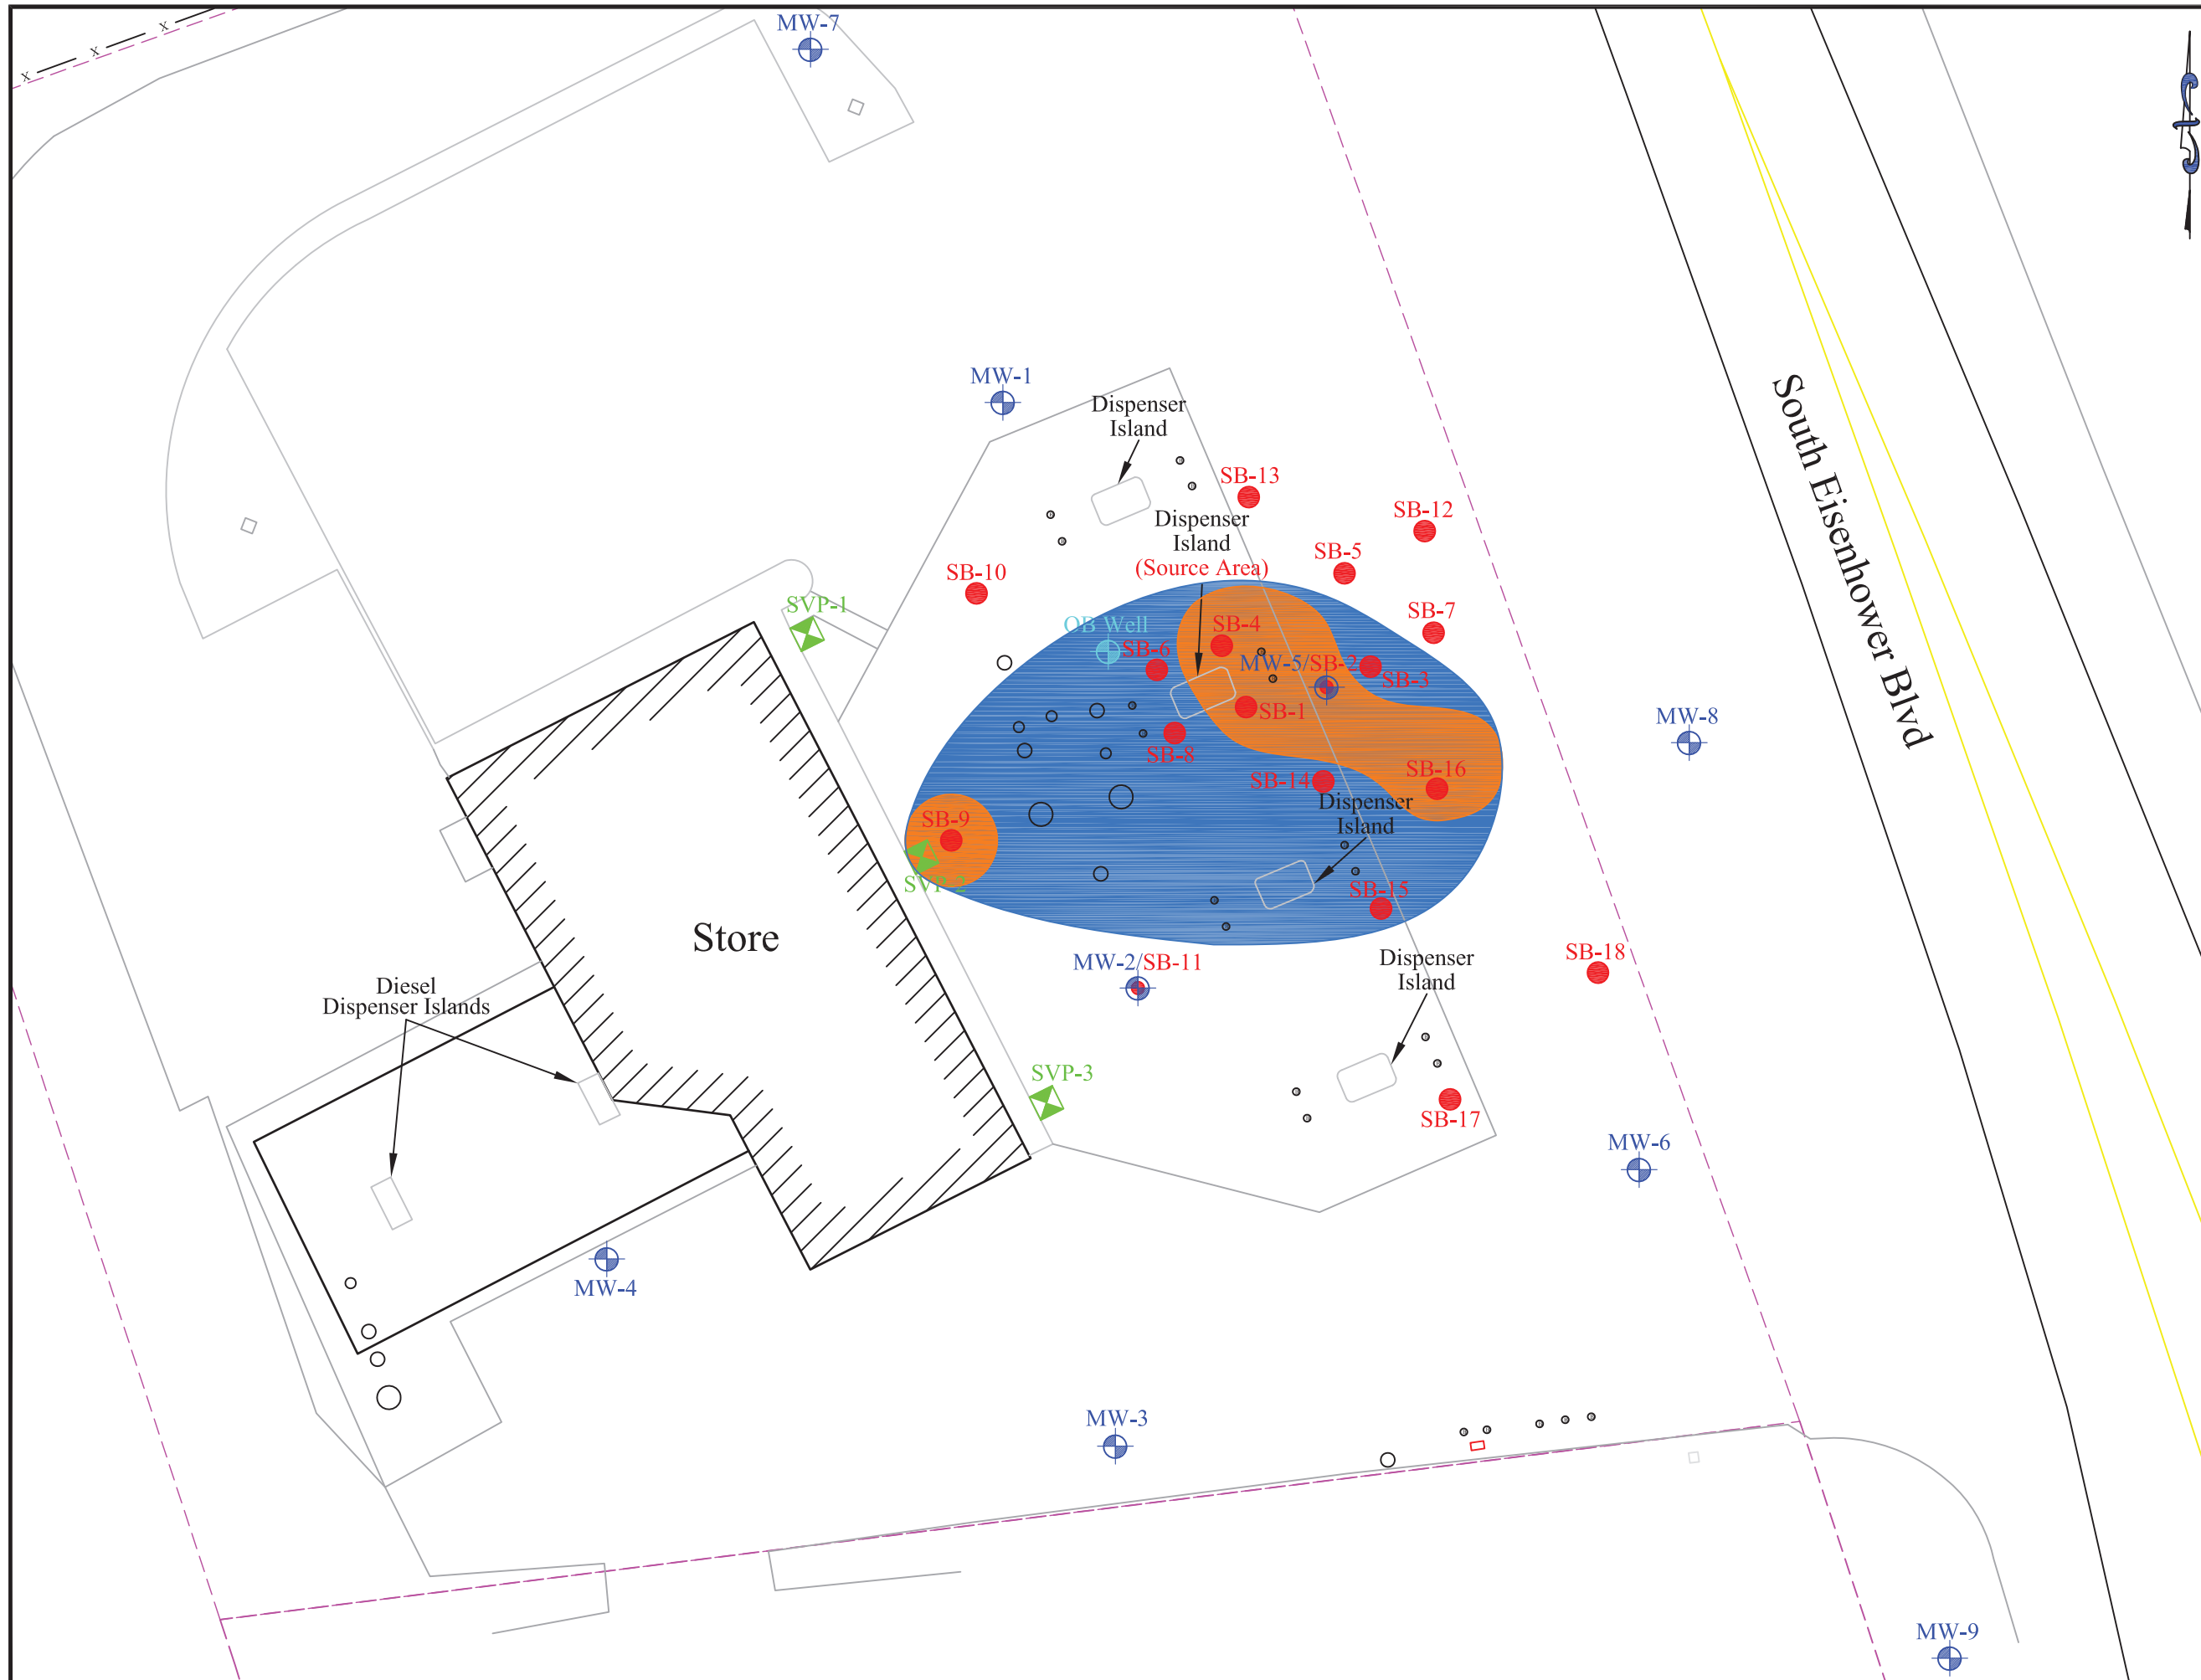 MW-7
x
x
x
MW-1
Dispenser
Island
SB-13
Dispenser
Island
(Source Area)
SB-12
SB-5
SB-10
SVP-1
SB-7
OB Well
SB-4
SB-6
MW-5/SB-2
SB-3
SB-1
SB-8
MW-8
South Eisenhower Blvd
SB-14
SB-16
Dispenser
Island
SB-9
SVP-2
SB-15
Store
MW-2/SB-11
Dispenser
Island
SB-18
Diesel
Dispenser Islands
SVP-3
SB-17
MW-6
MW-4
MW-3
MW-9